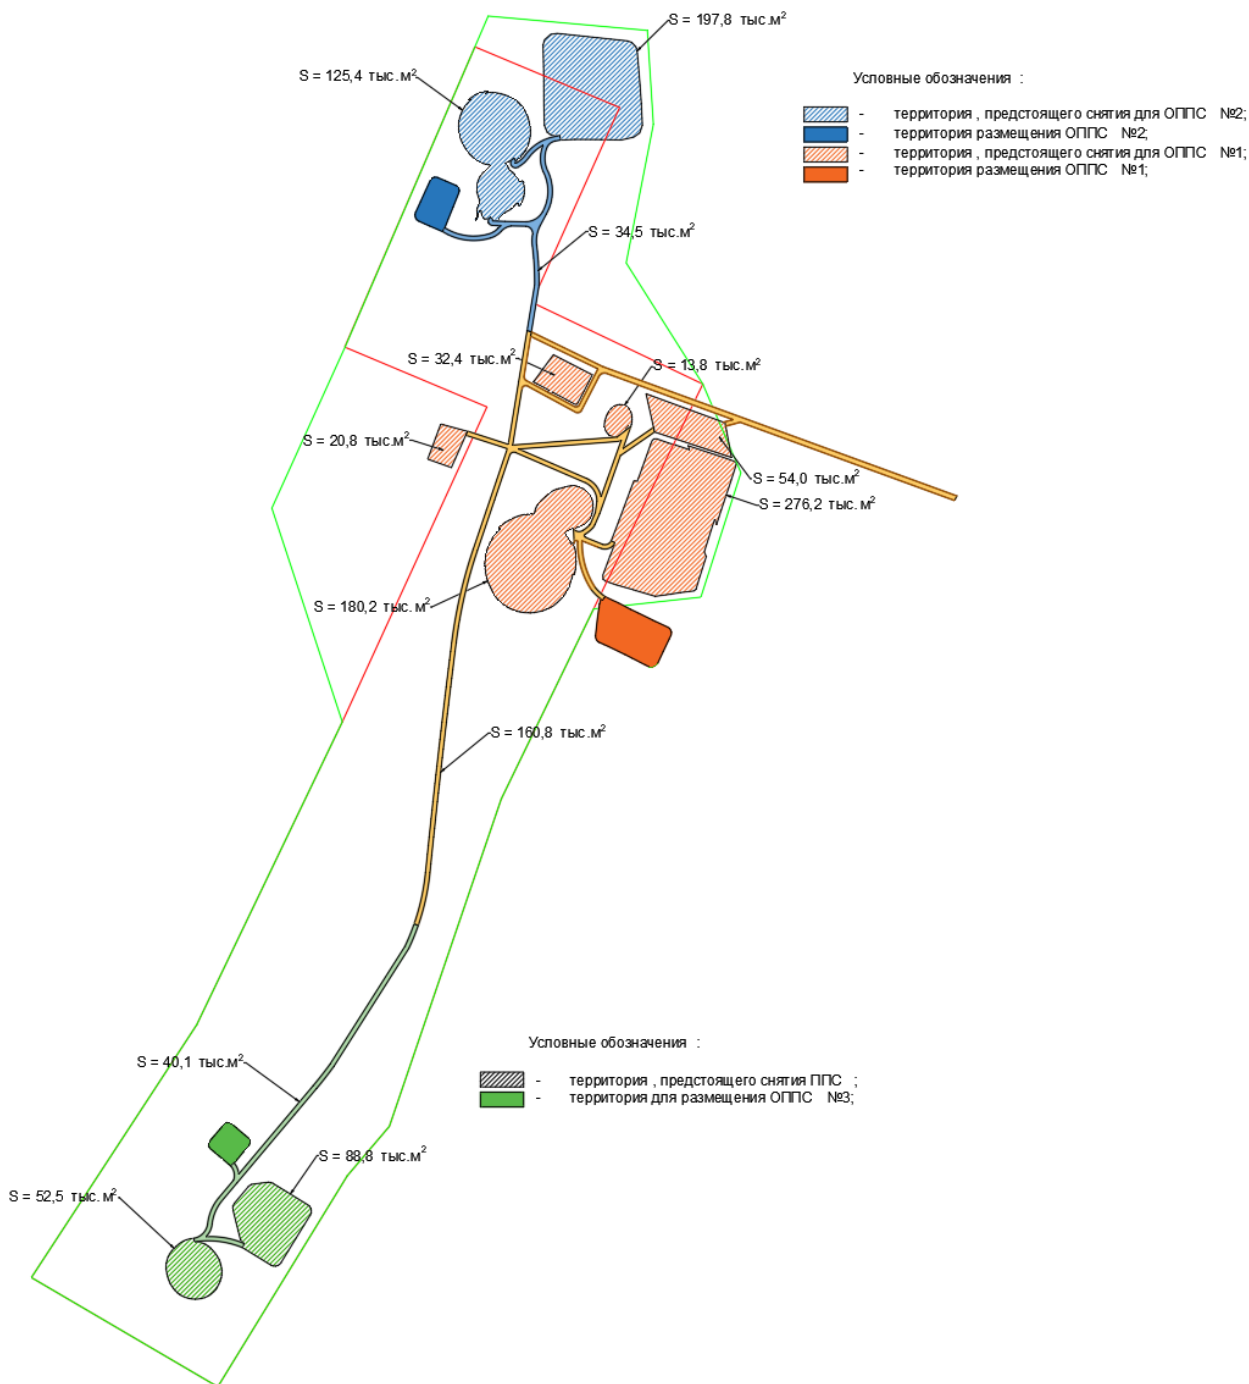 S = 197,8 тыс.м²
S = 125,4 тыс.м²
Условные обозначения :
- территория , предстоящего снятия для ОППС №2;
- территория размещения ОППС №2;
- территория , предстоящего снятия для ОППС №1;
- территория размещения ОППС №1;
S = 34,5 тыс.м²
S = 32,4 тыс.м²
S = 13,8 тыс.м²
S = 20,8 тыс.м²
S = 54,0 тыс.м²
S = 276,2 тыс.м²
S = 180,2 тыс.м²
S = 160,8 тыс.м²
Условные обозначения :
- территория , предстоящего снятия ППС ;
- территория для размещения ОППС №3;
S = 40,1 тыс.м²
S = 88,8 тыс.м²
S = 52,5 тыс.м²